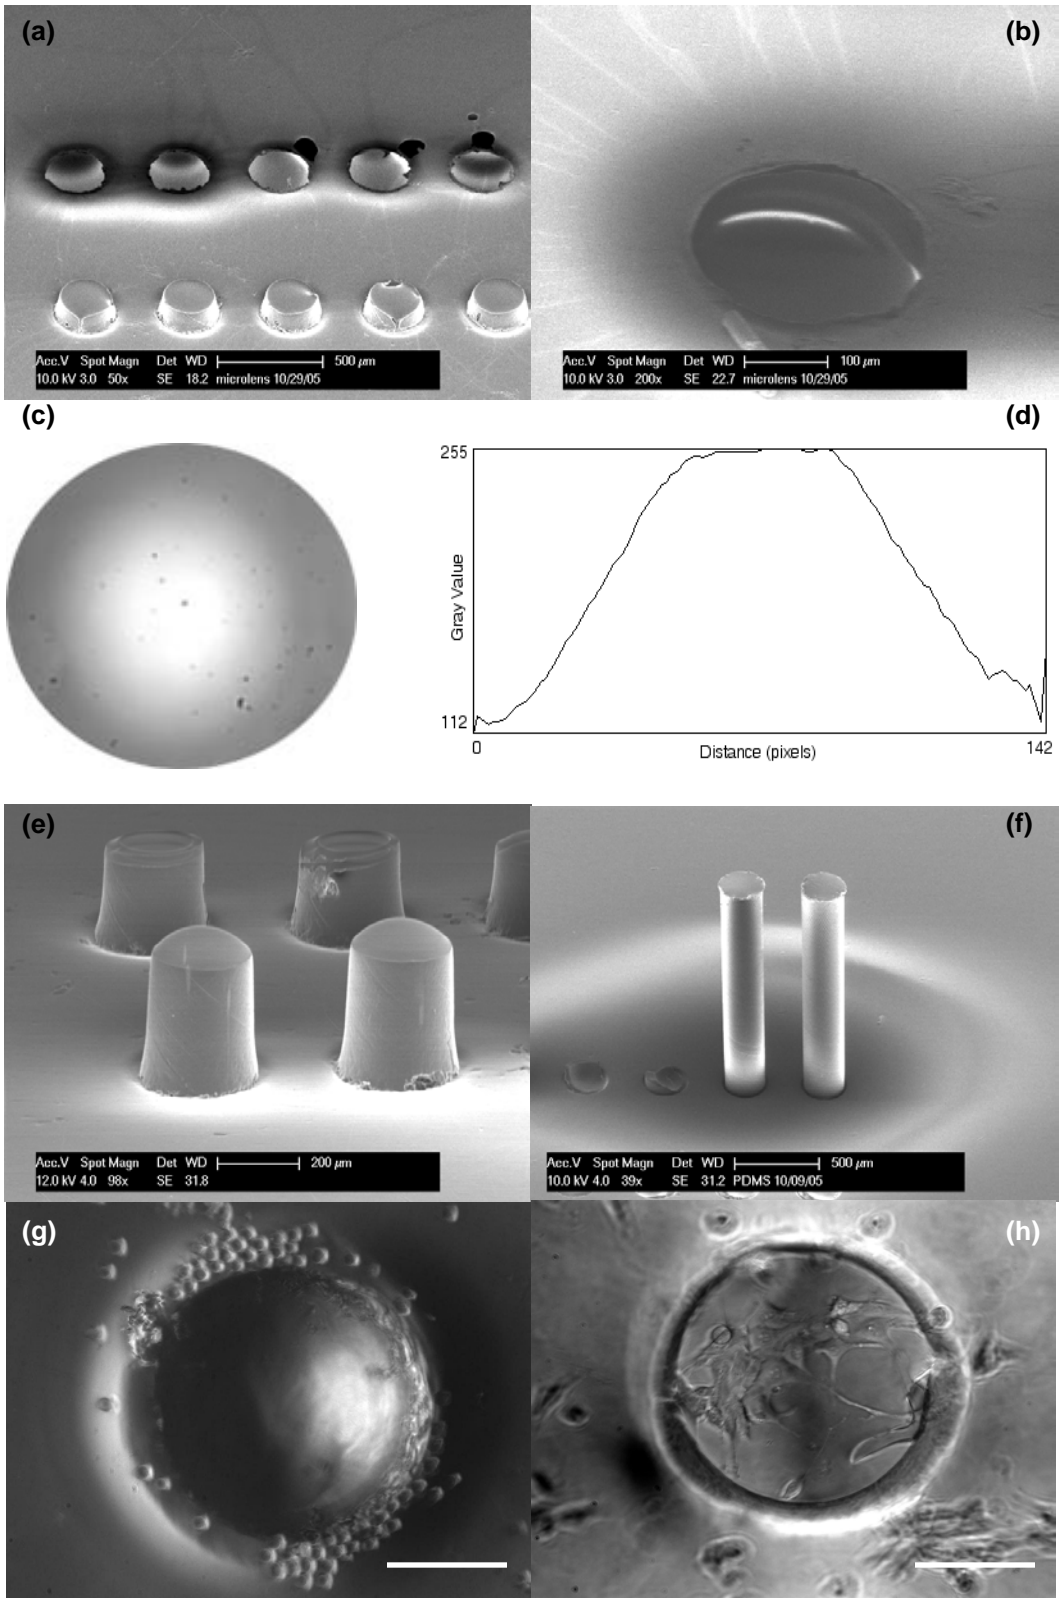 (a)
(b)
Acc.V Spot Magn Det WD 500 µm
10.0 kV 3.0 50x SE 18.2 microlens 10/29/05
Acc.V Spot Magn Det WD 100 µm
10.0 kV 3.0 200x SE 22.7 microlens 10/29/05
(c)
(d)
255
Gray Value
112
0
Distance (pixels)
142
(e)
(f)
Acc.V Spot Magn Det WD 200 µm
12.0 kV 4.0 98x SE 31.8
Acc.V Spot Magn Det WD 500 µm
10.0 kV 4.0 39x SE 31.2 PDMS 10/09/05
(g)
(h)